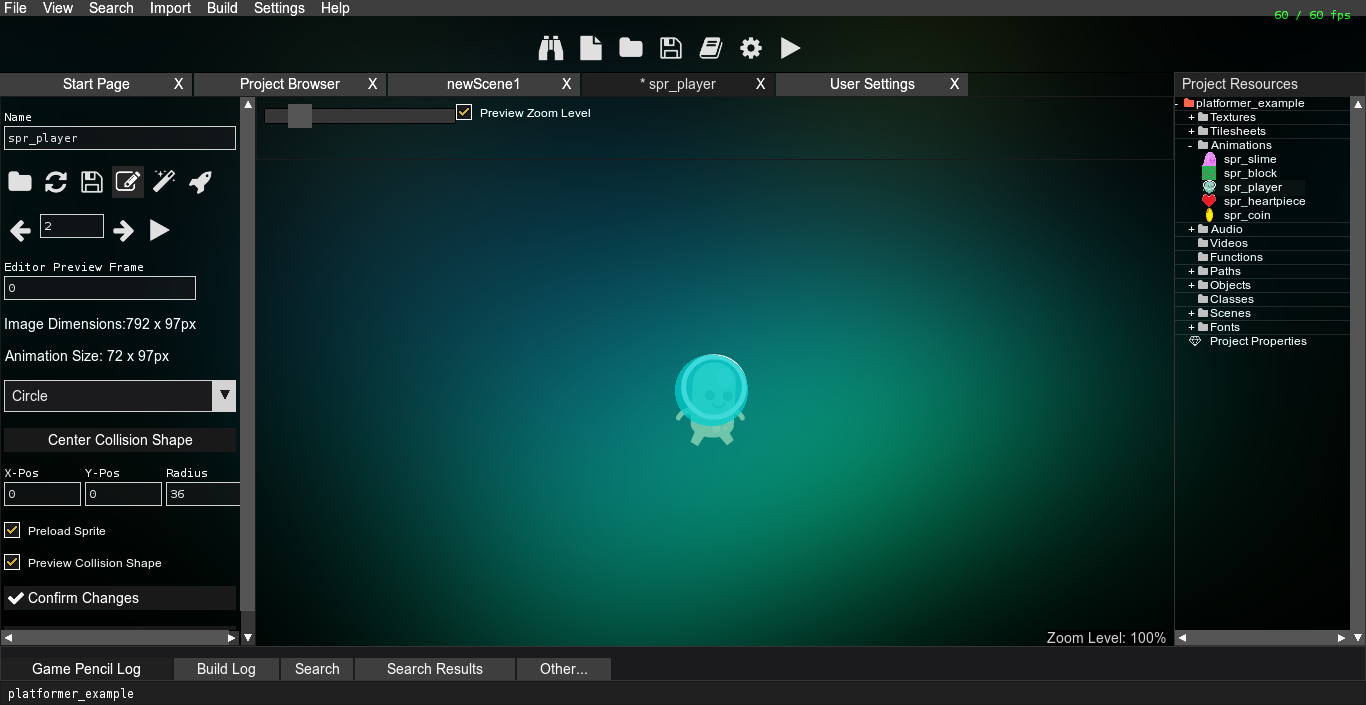 File View Search Import Build Settings Help
60 / 60 fps
Start Page X Project Browser X newScene1 X * spr_player X User Settings X
Project Resources
Name
spr_player
2
Editor Preview Frame
0
Image Dimensions:792 x 97px
Animation Size: 72 x 97px
Circle
Center Collision Shape
X-Pos Y-Pos Radius
0 0 36
Preload Sprite
Preview Collision Shape
Confirm Changes
Preview Zoom Level
Zoom Level: 100%
- platformer_example
+ Textures
+ Tilesheets
- Animations
spr_slime
spr_block
spr_player
spr_heartpiece
spr_coin
+ Audio
Videos
Functions
+ Paths
+ Objects
Classes
+ Scenes
+ Fonts
Project Properties
Game Pencil Log Build Log Search Search Results Other...
platformer_example